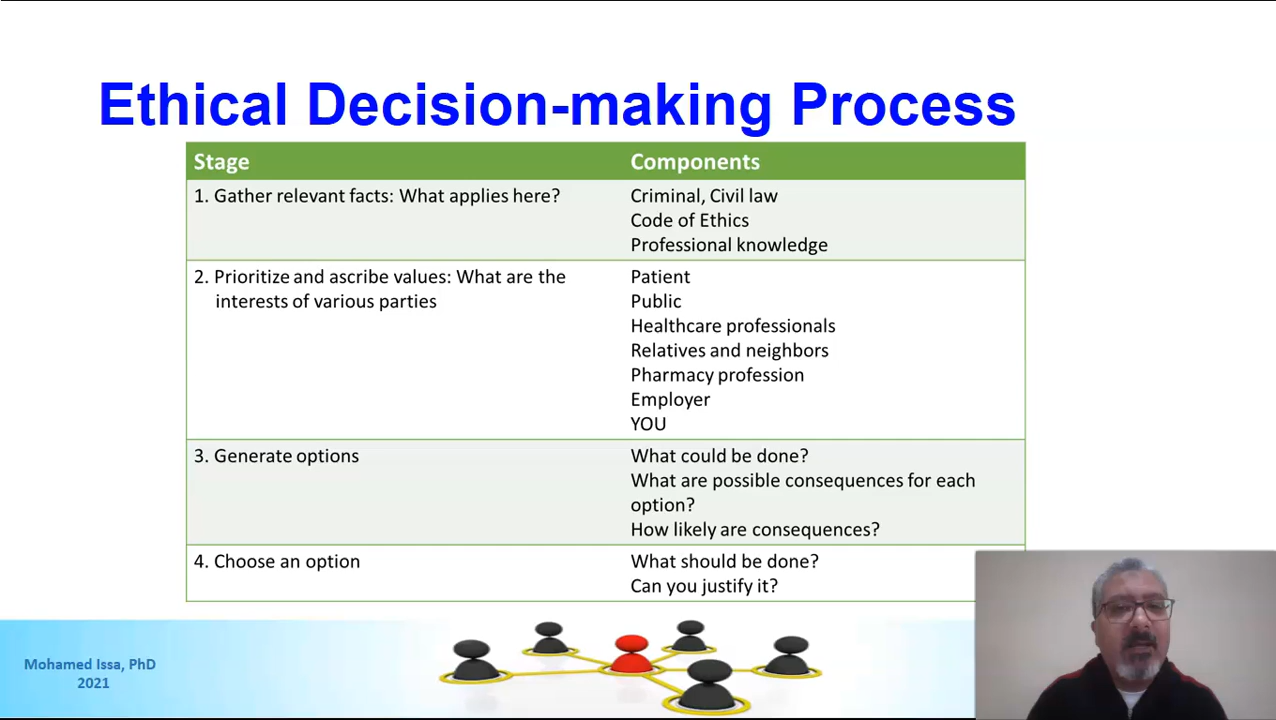 Ethical Decision-making Process
Stage
Components
1. Gather relevant facts: What applies here?
Criminal, Civil law
Code of Ethics
Professional knowledge
2. Prioritize and ascribe values: What are the
interests of various parties
Patient
Public
Healthcare professionals
Relatives and neighbors
Pharmacy profession
Employer
YOU
3. Generate options
What could be done?
What are possible consequences for each
option?
How likely are consequences?
4. Choose an option
What should be done?
Can you justify it?
Mohamed Issa, PhD
2021